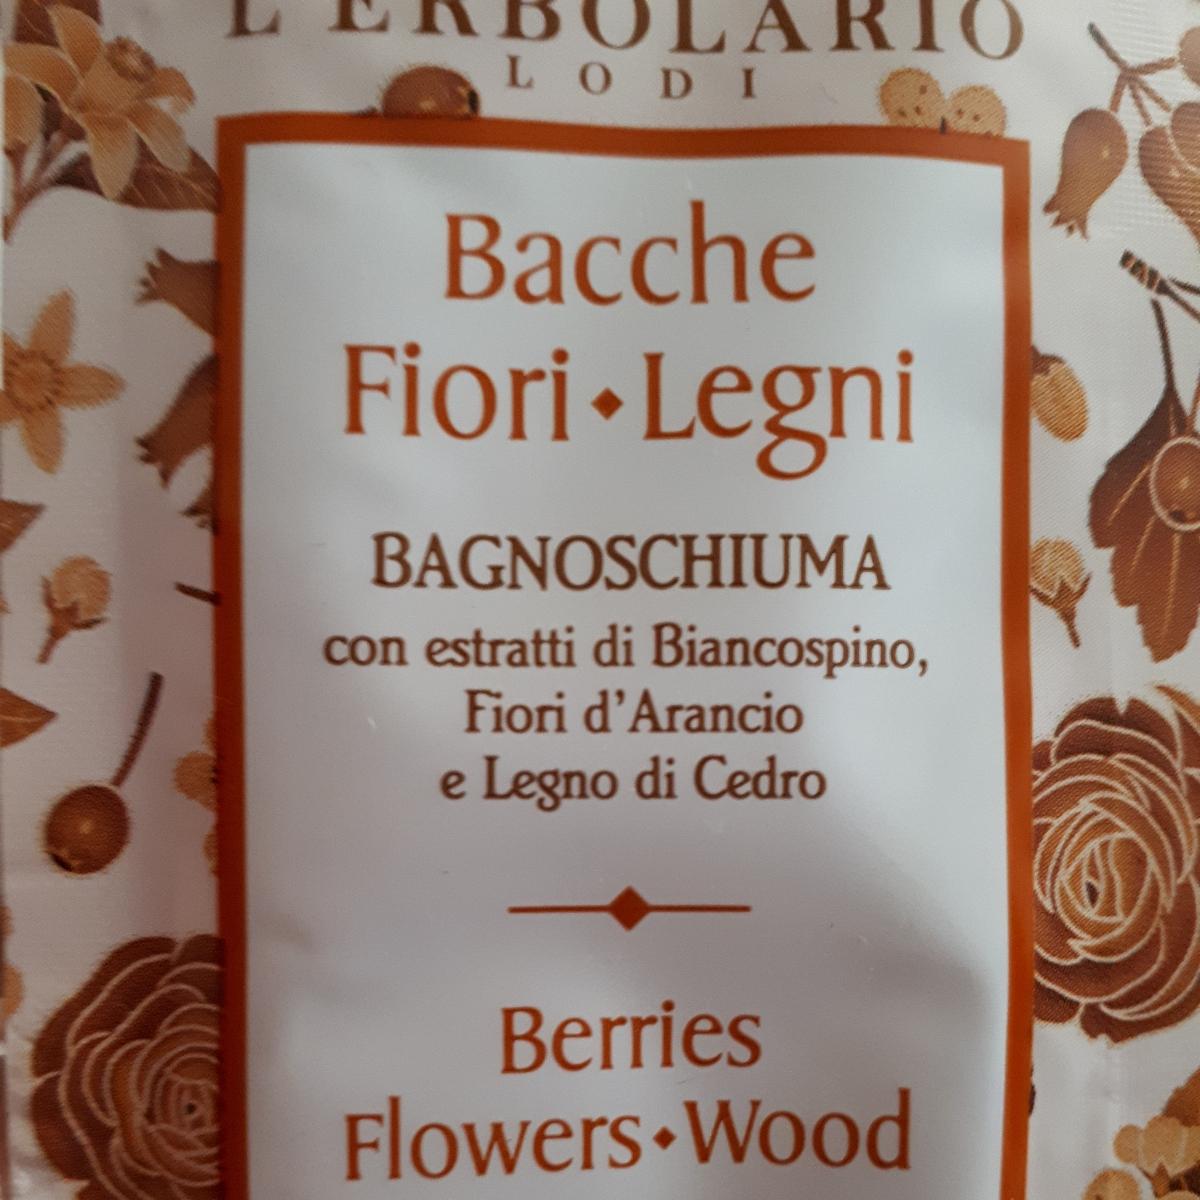 L'ERBOLARIO
LODI
Bacche
Fiori ◆ Legni
BAGNOSCHIUMA
con estratti di Biancospino,
Fiori d'Arancio
e Legno di Cedro
Berries
Flowers ◆ Wood